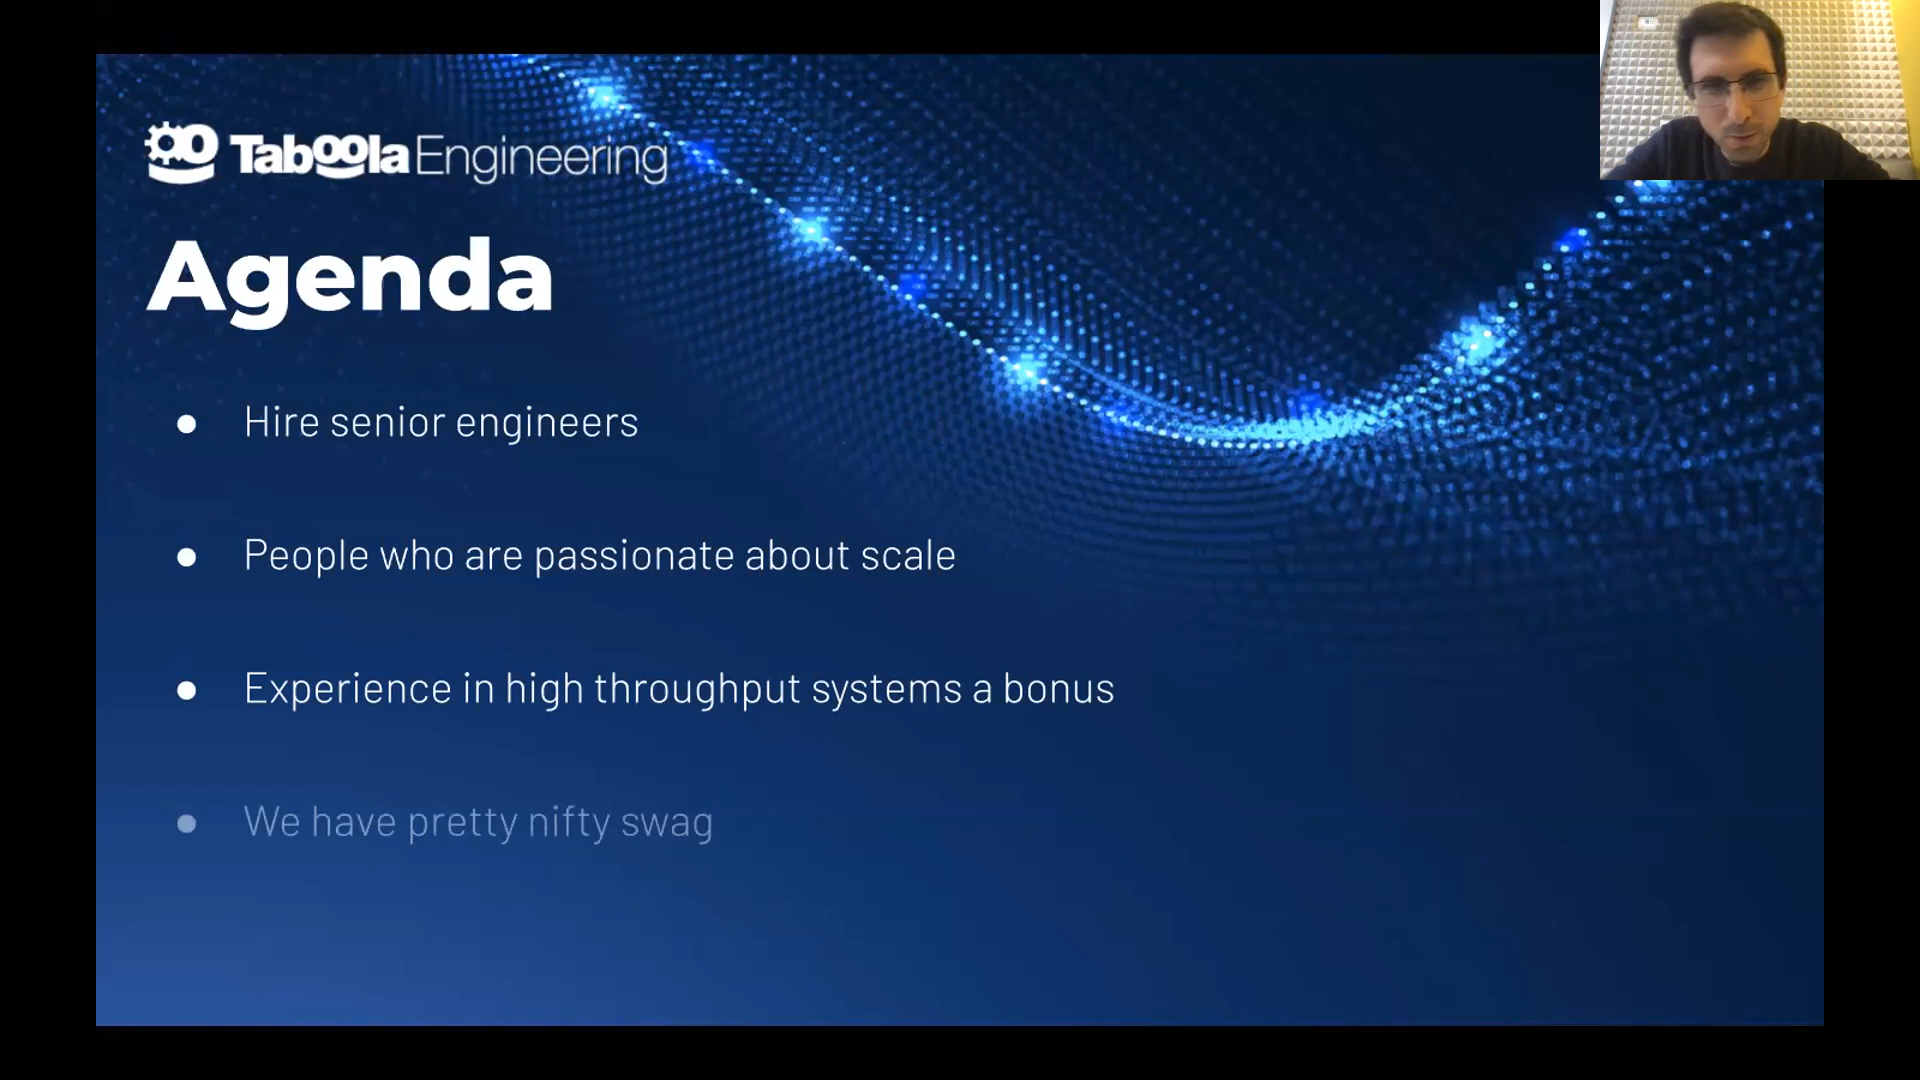 Taboola Engineering
Agenda
● Hire senior engineers
● People who are passionate about scale
● Experience in high throughput systems a bonus
● We have pretty nifty swag